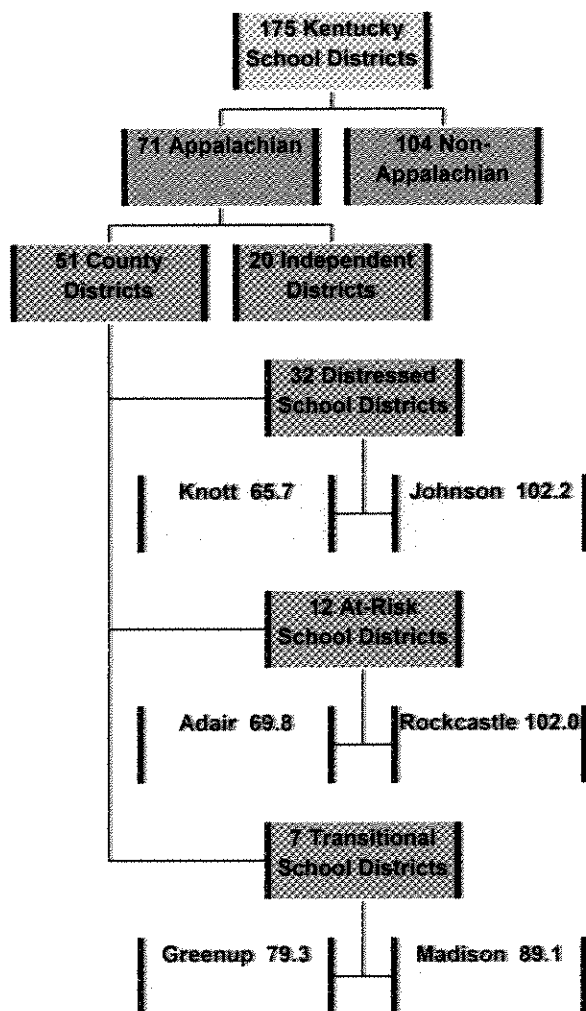 175 Kentucky
School Districts
71 Appalachian
104 Non-
Appalachian
51 County
Districts
20 Independent
Districts
32 Distressed
School Districts
Knott 65.7
Johnson 102.2
12 At-Risk
School Districts
Adair 69.8
Rockcastle 102.0
7 Transitional
School Districts
Greenup 79.3
Madison 89.1